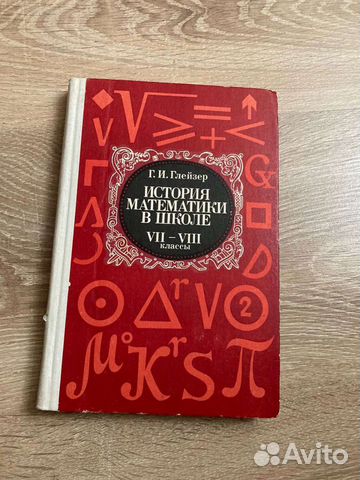 Г. И. Глейзер
ИСТОРИЯ
МАТЕМАТИКИ
В ШКОЛЕ
VII – VIII
классы
Avito